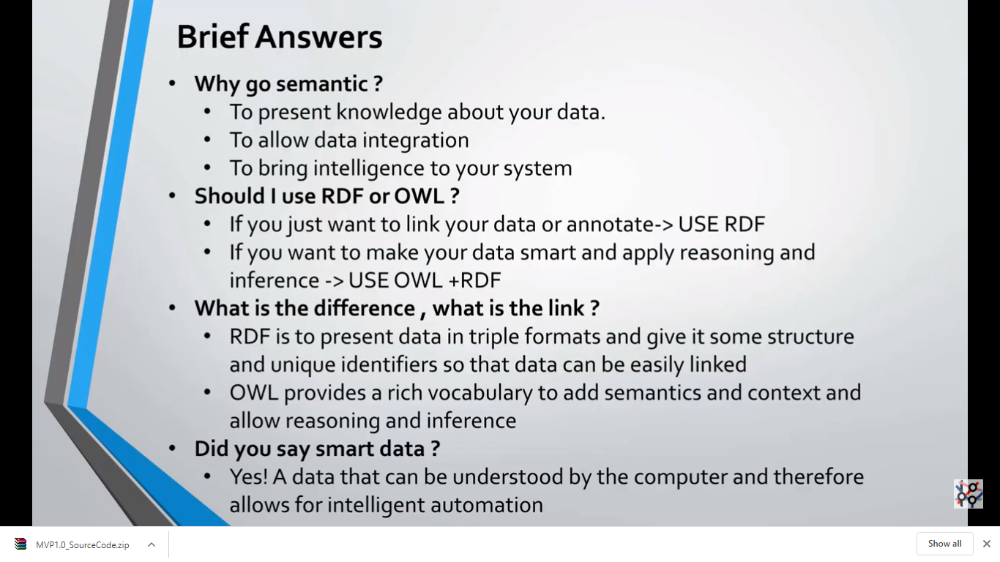 Brief Answers
• Why go semantic ?
• To present knowledge about your data.
• To allow data integration
• To bring intelligence to your system
• Should I use RDF or OWL ?
• If you just want to link your data or annotate-> USE RDF
• If you want to make your data smart and apply reasoning and
inference -> USE OWL +RDF
• What is the difference , what is the link ?
• RDF is to present data in triple formats and give it some structure
and unique identifiers so that data can be easily linked
• OWL provides a rich vocabulary to add semantics and context and
allow reasoning and inference
• Did you say smart data ?
• Yes! A data that can be understood by the computer and therefore
allows for intelligent automation
MVP1.0_SourceCode.zip
Show all